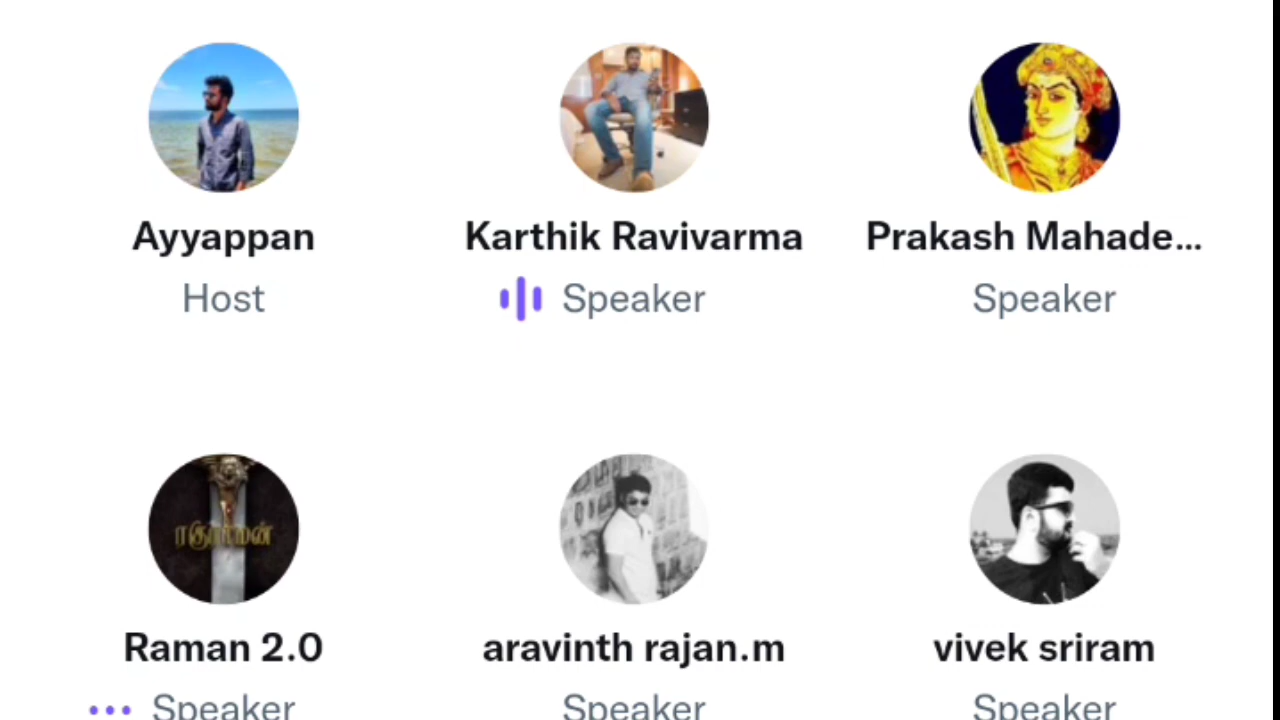 Ayyappan
Host
Karthik Ravivarma
Speaker
Prakash Mahade...
Speaker
Raman 2.0
Speaker
aravinth rajan.m
Speaker
vivek sriram
Speaker